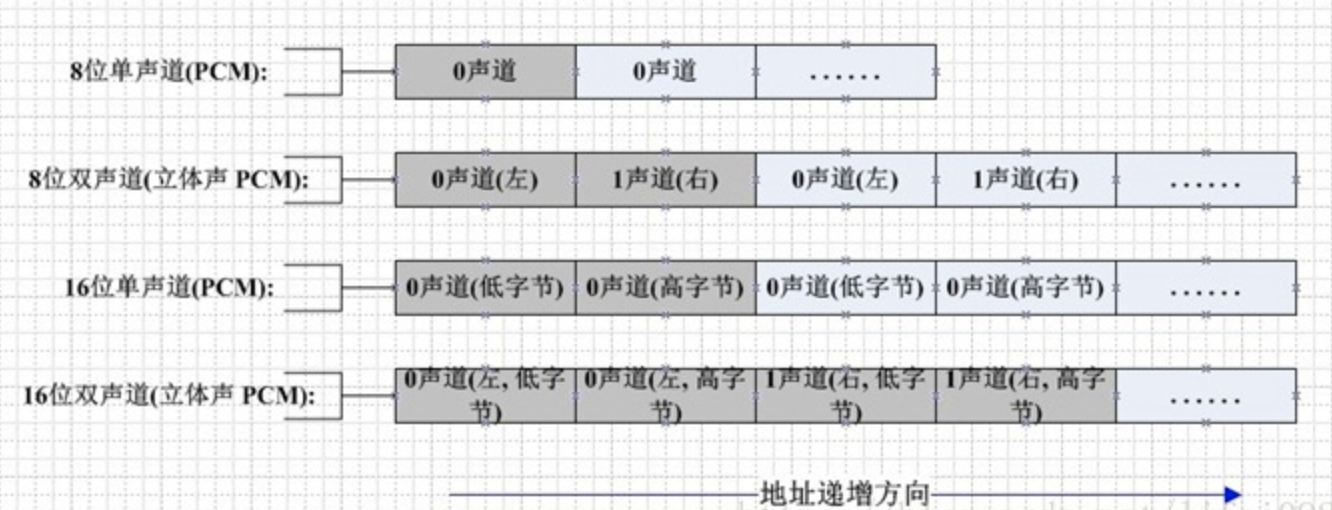 8位单声道(PCM): 0声道 0声道 ......
8位双声道(立体声 PCM): 0声道(左) 1声道(右) 0声道(左) 1声道(右) ......
16位单声道(PCM): 0声道(低字节) 0声道(高字节) 0声道(低字节) 0声道(高字节) ......
16位双声道(立体声 PCM): 0声道(左, 低字节) 0声道(左, 高字节) 1声道(右, 低字节) 1声道(右, 高字节) ......
地址递增方向